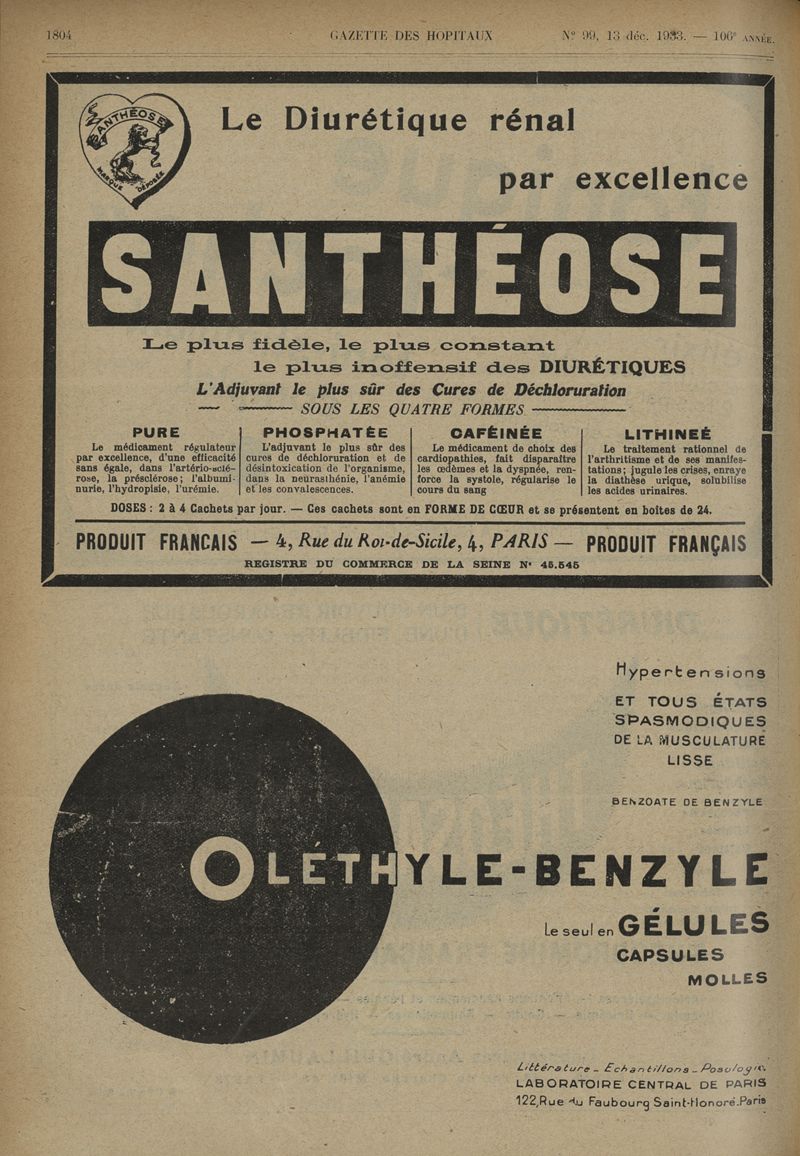 1804
GAZETTE DES HOPITAUX
N° 99, 13 déc. 1933. — 106e ANNÉE.
SANTHÉOSE
MARQUE DÉPOSÉE
Le Diurétique rénal
par excellence
SANTHÉOSE
Le plus fidèle, le plus constant
le plus inoffensif des DIURÉTIQUES
L'Adjuvant le plus sûr des Cures de Déchloruration
SOUS LES QUATRE FORMES
PURE
Le médicament régulateur
par excellence, d'une efficacité
sans égale, dans l'artério-sclé-
rose, la présclérose; l'albumi-
nurie, l'hydropisie, l'urémie.
PHOSPHATÉE
L'adjuvant le plus sûr des
cures de déchloruration et de
désintoxication de l'organisme,
dans la neurasthénie, l'anémie
et les convalescences.
CAFÉINÉE
Le médicament de choix des
cardiopathies, fait disparaître
les œdèmes et la dyspnée, ren-
force la systole, régularise le
cours du sang
LITHINEÉ
Le traitement rationnel de
l'arthritisme et de ses manifes-
tations; jugule les crises, enraye
la diathèse urique, solubilise
les acides urinaires.
DOSES : 2 à 4 Cachets par jour. — Ces cachets sont en FORME DE CŒUR et se présentent en boîtes de 24.
PRODUIT FRANCAIS — 4, Rue du Roi-de-Sicile, 4, PARIS — PRODUIT FRANÇAIS
REGISTRE DU COMMERCE DE LA SEINE N° 45.545
Hypertensions
ET TOUS ÉTATS
SPASMODIQUES
DE LA MUSCULATURE
LISSE
BENZOATE DE BENZYLE
OLÉTHYLE-BENZYLE
Le seul en GÉLULES
CAPSULES
MOLLES
Littérature _ Echantillons _ Posologie.
LABORATOIRE CENTRAL DE PARIS
122, Rue du Faubourg Saint-Honoré.Paris